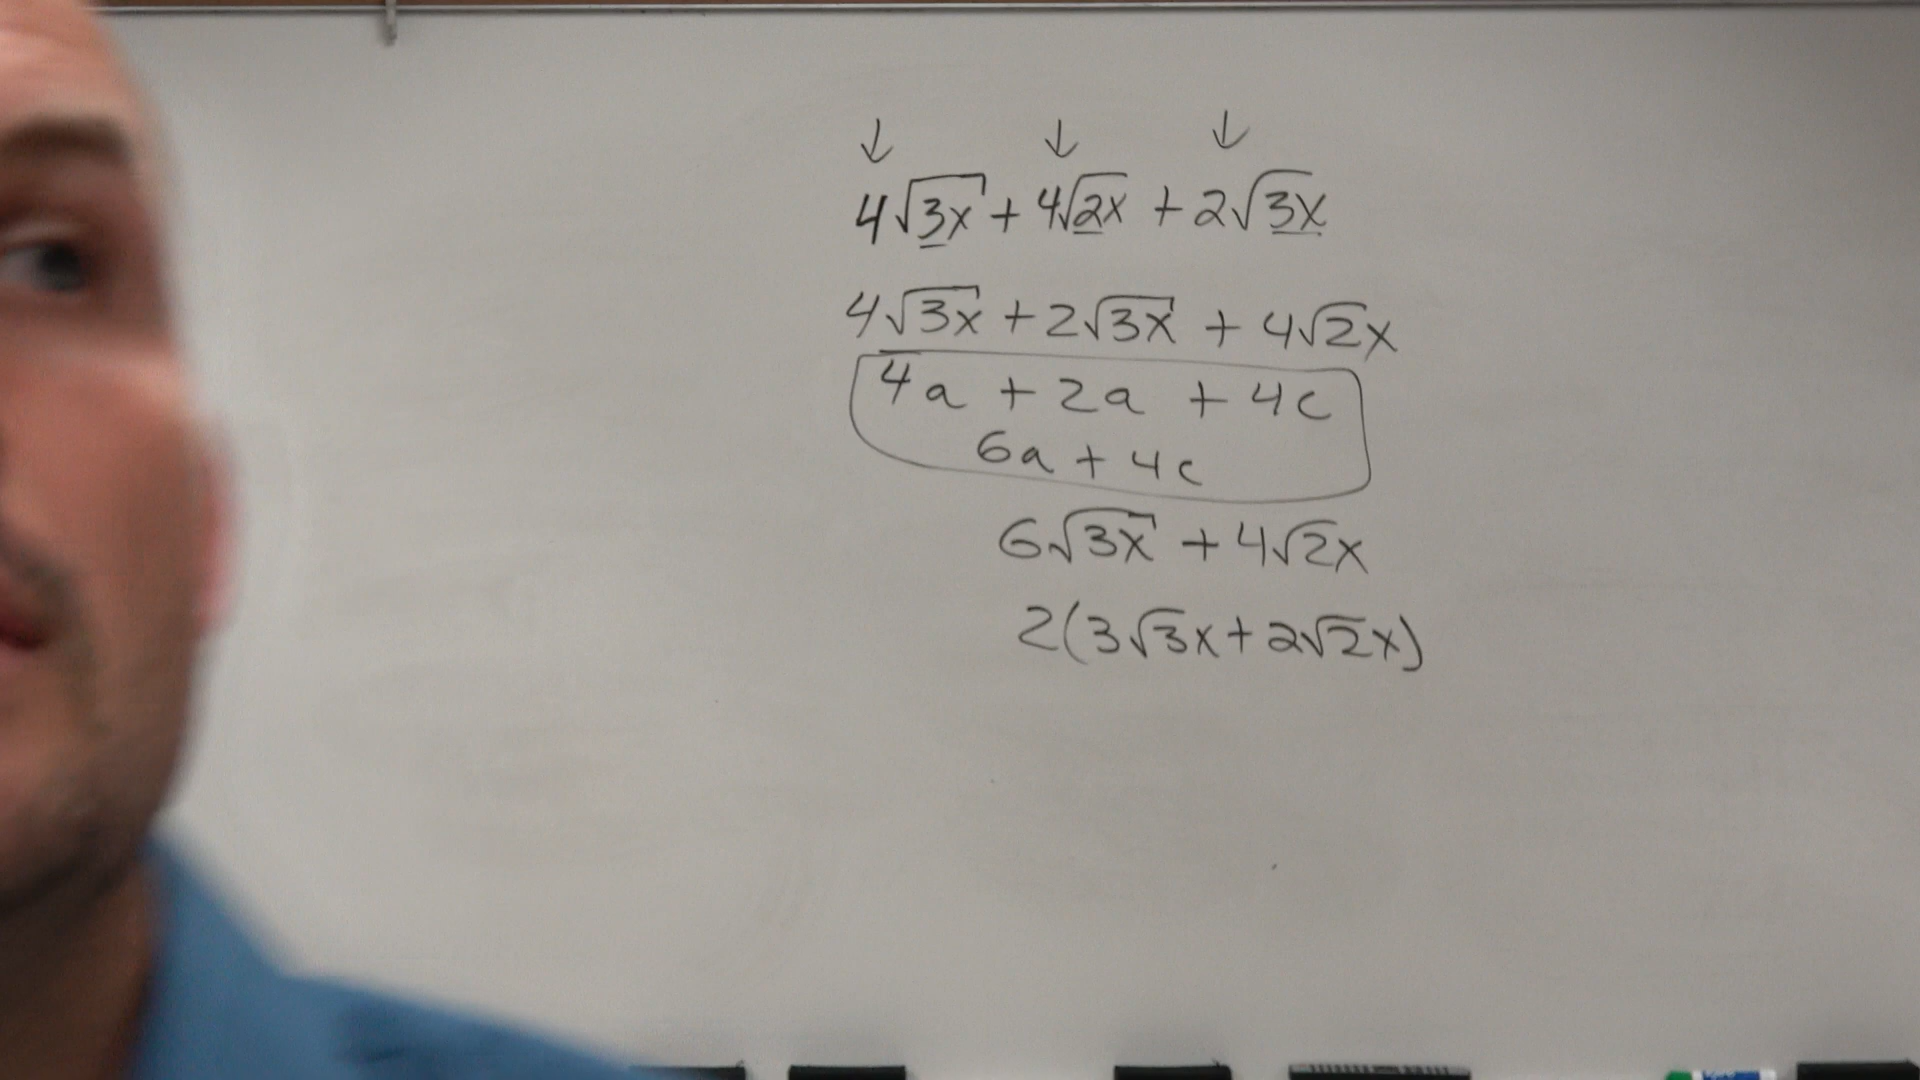 ↓ ↓ ↓
4√3x + 4√2x + 2√3x
4√3x + 2√3x + 4√2x
4a + 2a + 4c
6a + 4c
6√3x + 4√2x
2(3√3x + 2√2x)